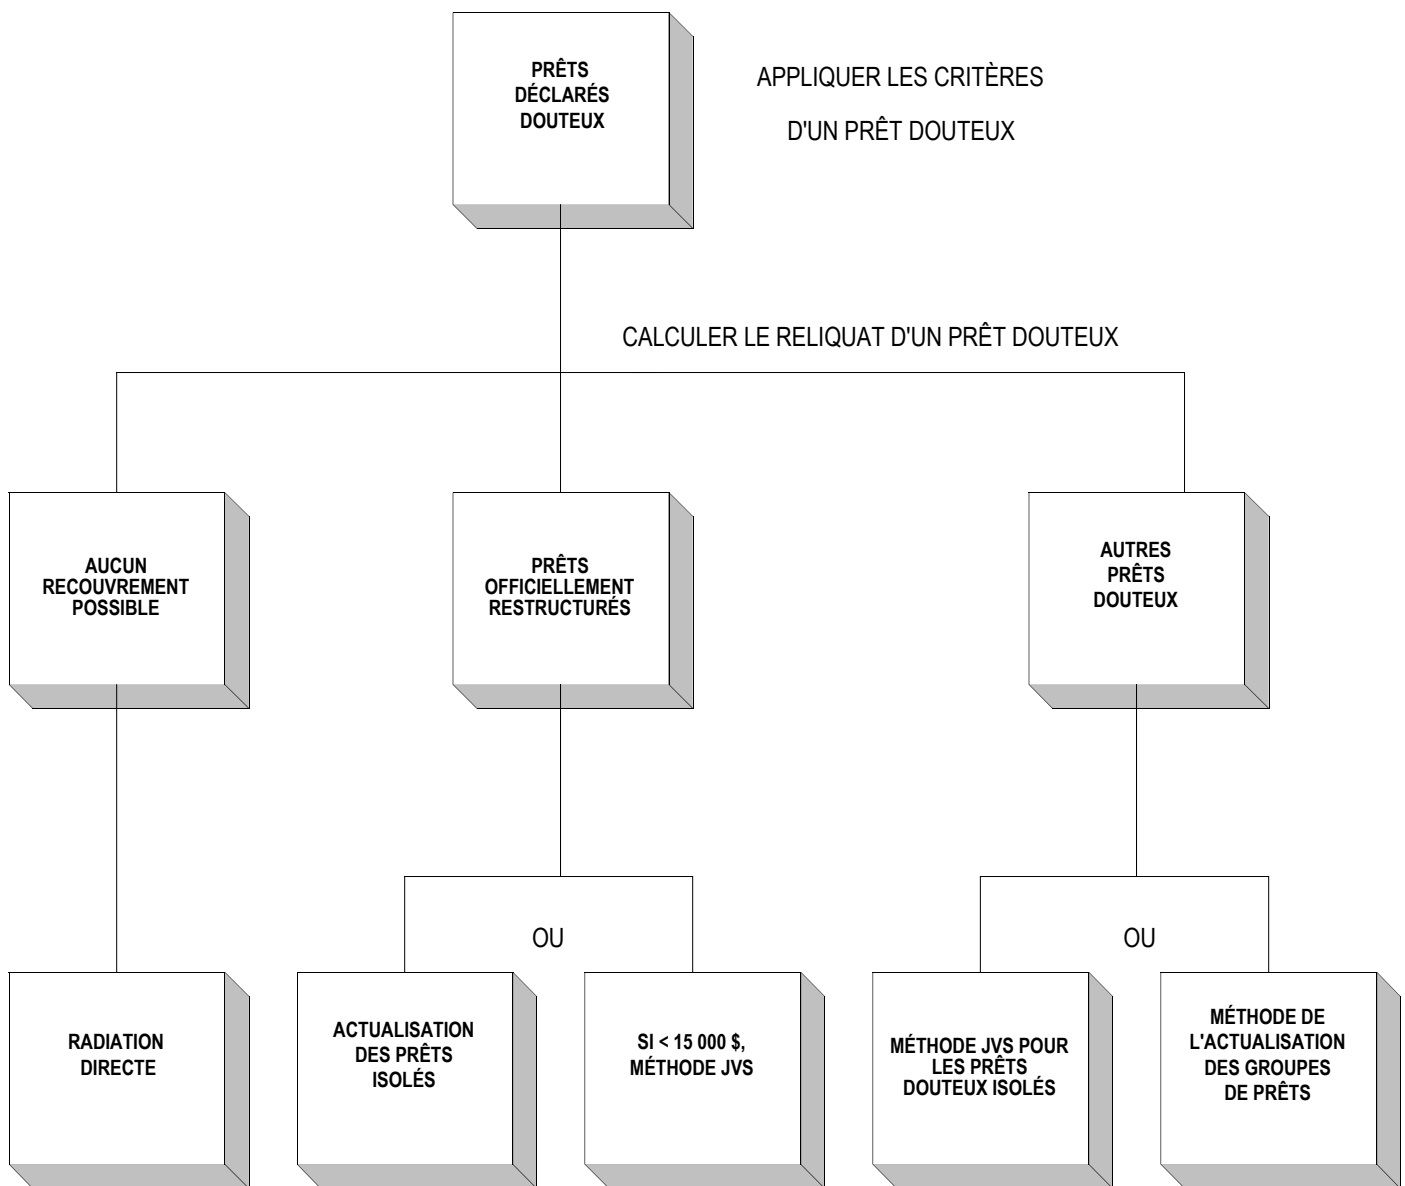 PRÊTS
DÉCLARÉS
DOUTEUX
APPLIQUER LES CRITÈRES
D'UN PRÊT DOUTEUX
CALCULER LE RELIQUAT D'UN PRÊT DOUTEUX
AUCUN
RECOUVREMENT
POSSIBLE
PRÊTS
OFFICIELLEMENT
RESTRUCTURÉS
AUTRES
PRÊTS
DOUTEUX
OU
OU
RADIATION
DIRECTE
ACTUALISATION
DES PRÊTS
ISOLÉS
SI < 15 000 $,
MÉTHODE JVS
MÉTHODE JVS POUR
LES PRÊTS
DOUTEUX ISOLÉS
MÉTHODE DE
L'ACTUALISATION
DES GROUPES
DE PRÊTS